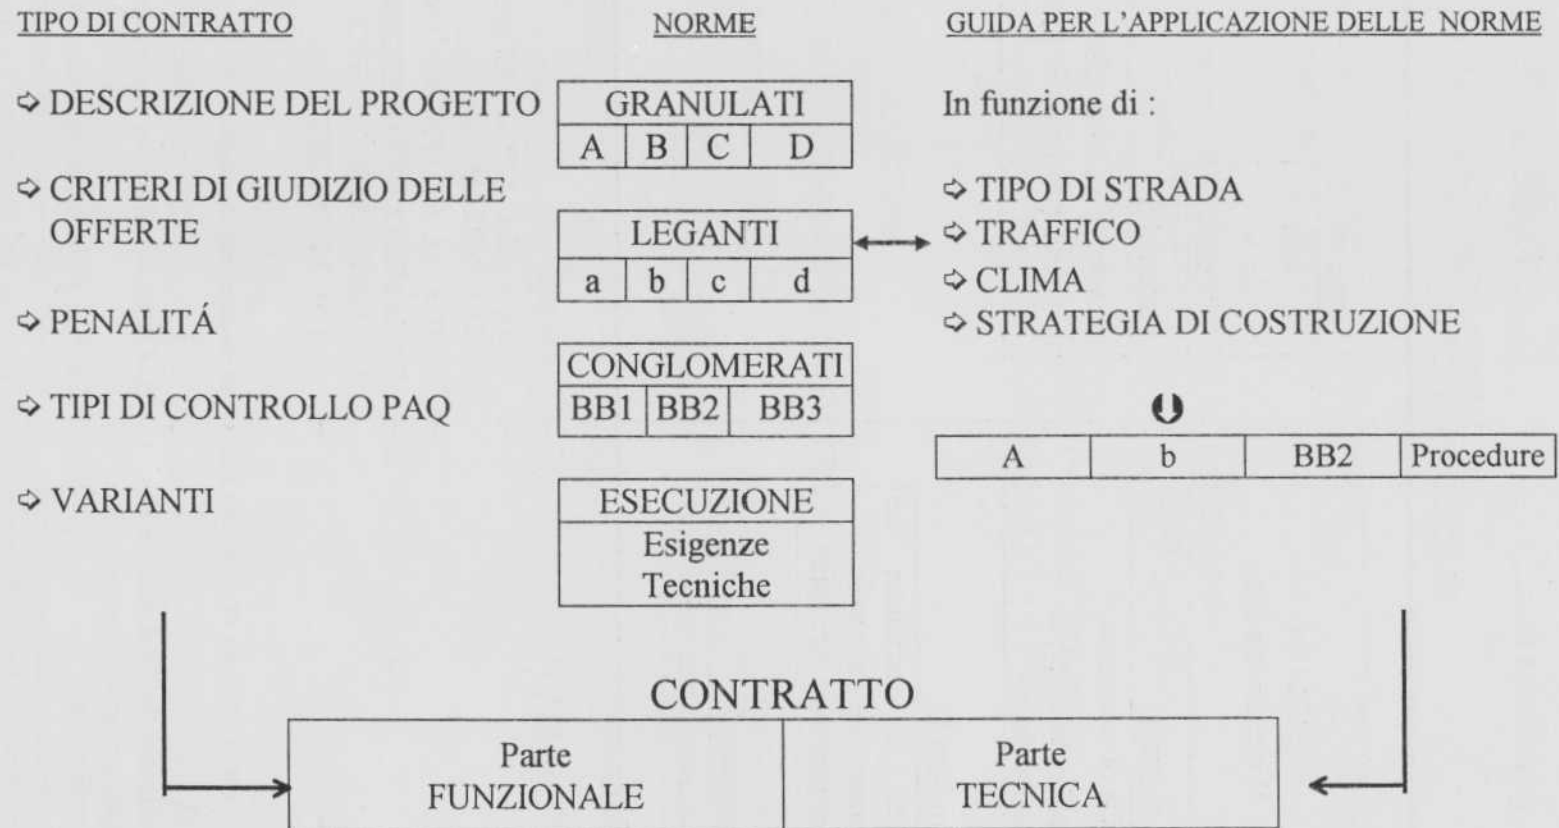 TIPO DI CONTRATTO
➪ DESCRIZIONE DEL PROGETTO
➪ CRITERI DI GIUDIZIO DELLE
OFFERTE
➪ PENALITÁ
➪ TIPI DI CONTROLLO PAQ
➪ VARIANTI
NORME
GRANULATI
A B C D
LEGANTI
a b c d
CONGLOMERATI
BB1 BB2 BB3
ESECUZIONE
Esigenze
Tecniche
GUIDA PER L'APPLICAZIONE DELLE NORME
In funzione di :
➪ TIPO DI STRADA
➪ TRAFFICO
➪ CLIMA
➪ STRATEGIA DI COSTRUZIONE
A b BB2 Procedure
CONTRATTO
Parte
FUNZIONALE
Parte
TECNICA